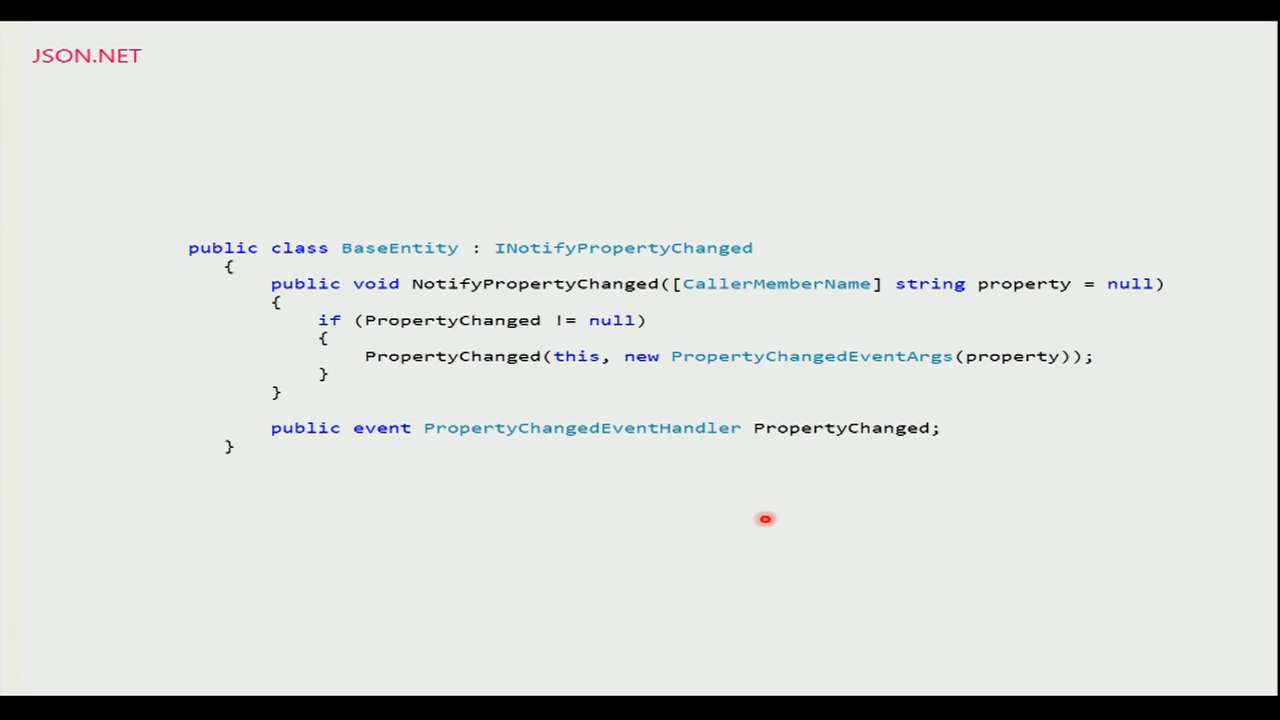 JSON.NET
public class BaseEntity : INotifyPropertyChanged
{
public void NotifyPropertyChanged([CallerMemberName] string property = null)
{
if (PropertyChanged != null)
{
PropertyChanged(this, new PropertyChangedEventArgs(property));
}
}
public event PropertyChangedEventHandler PropertyChanged;
}